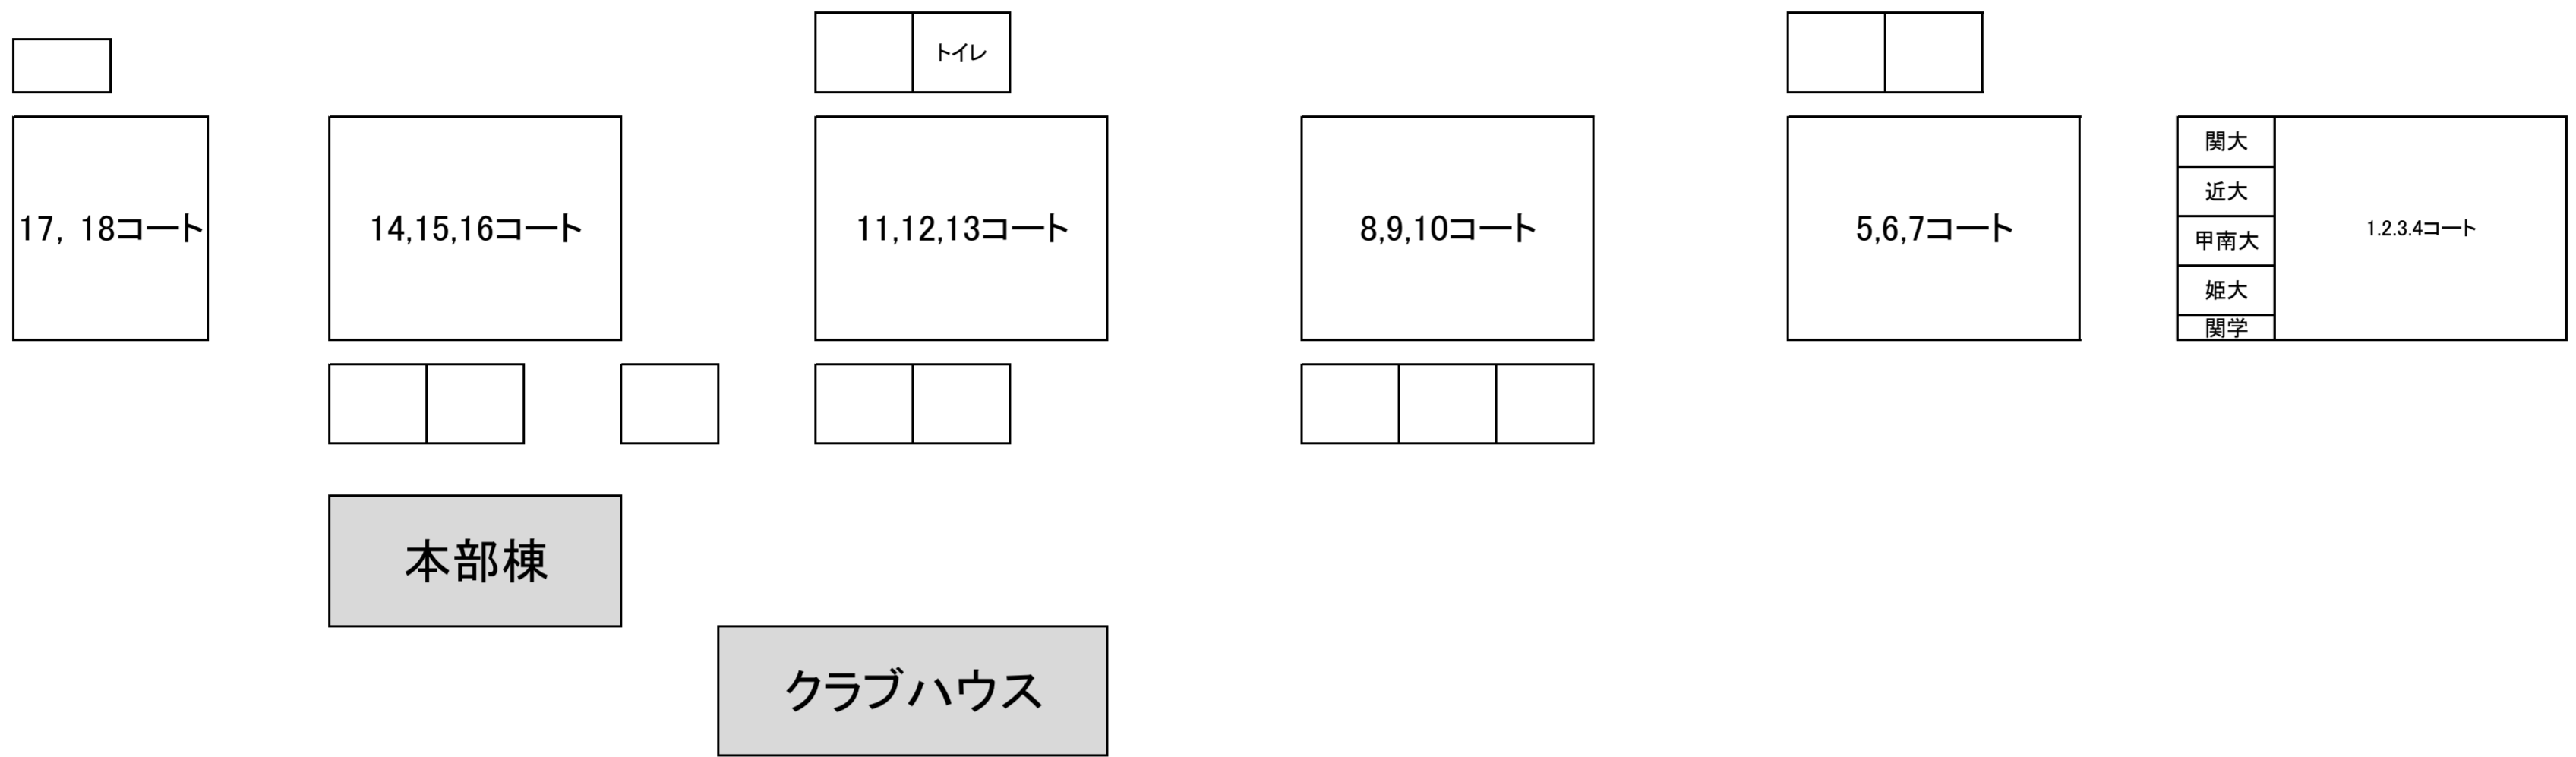 トイレ
17, 18コート
14,15,16コート
11,12,13コート
8,9,10コート
5,6,7コート
関大
近大
甲南大
姫大
関学
1.2.3.4コート
本部棟
クラブハウス